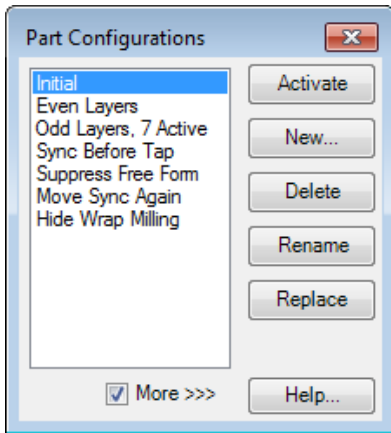 Part Configurations
Initial
Even Layers
Odd Layers, 7 Active
Sync Before Tap
Suppress Free Form
Move Sync Again
Hide Wrap Milling
Activate
New...
Delete
Rename
Replace
More >>>
Help...